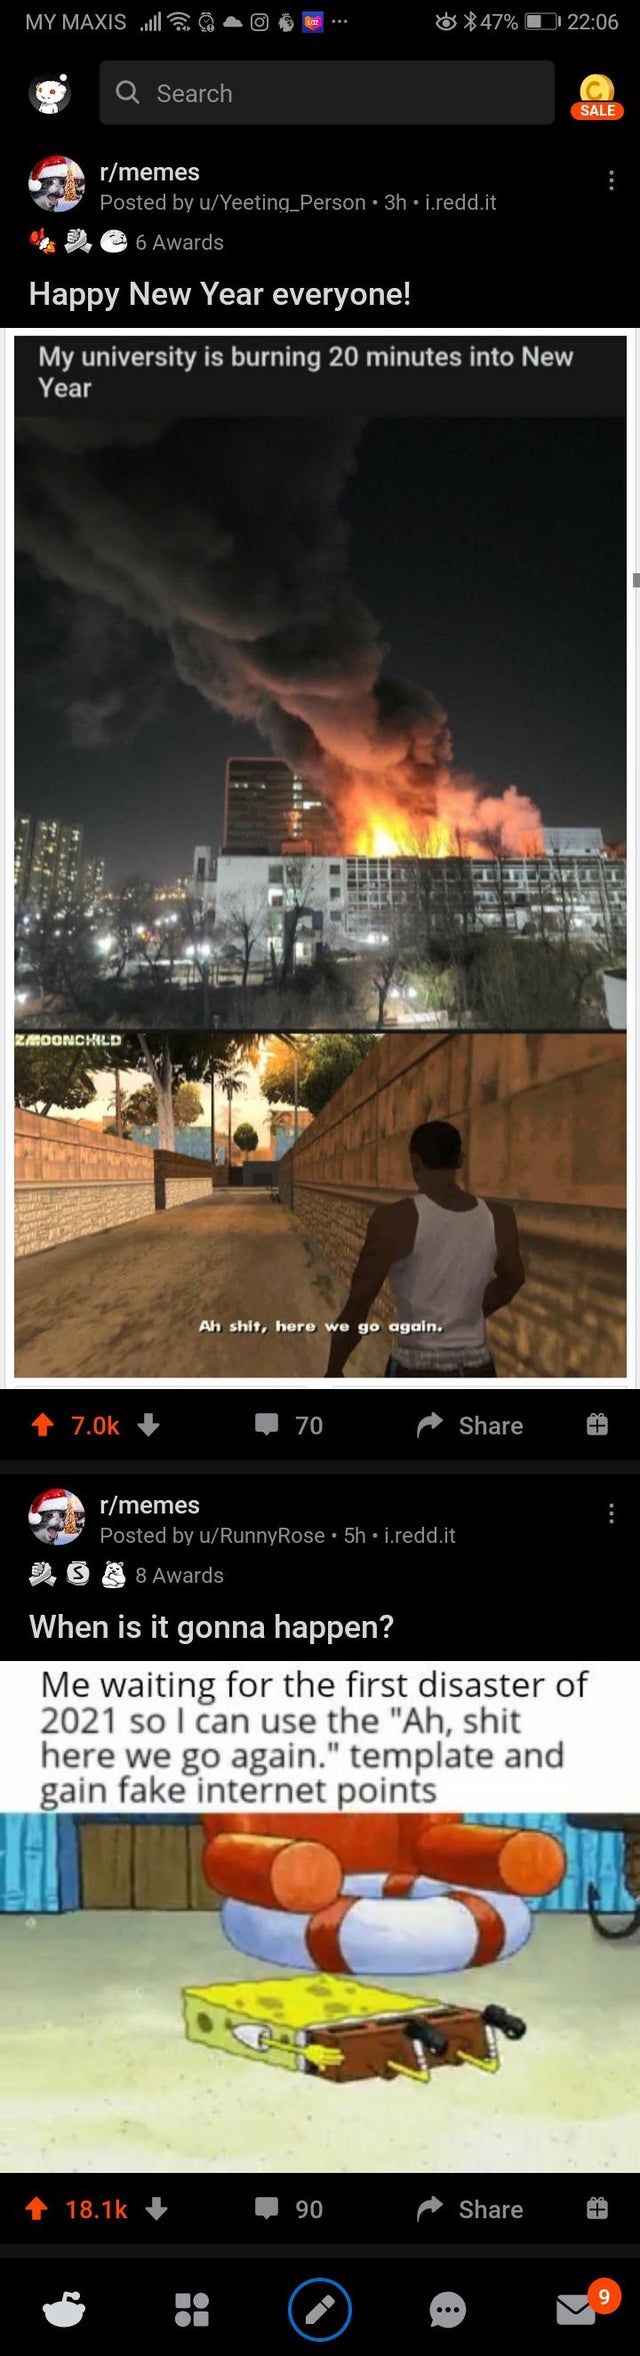 MY MAXIS 47% 22:06
Search
SALE
r/memes
Posted by u/Yeeting_Person • 3h • i.redd.it
6 Awards
Happy New Year everyone!
My university is burning 20 minutes into New
Year
ZMOONCHILD
Ah shit, here we go again.
7.0k 70 Share
r/memes
Posted by u/RunnyRose • 5h • i.redd.it
8 Awards
When is it gonna happen?
Me waiting for the first disaster of
2021 so I can use the "Ah, shit
here we go again." template and
gain fake internet points
18.1k 90 Share
9